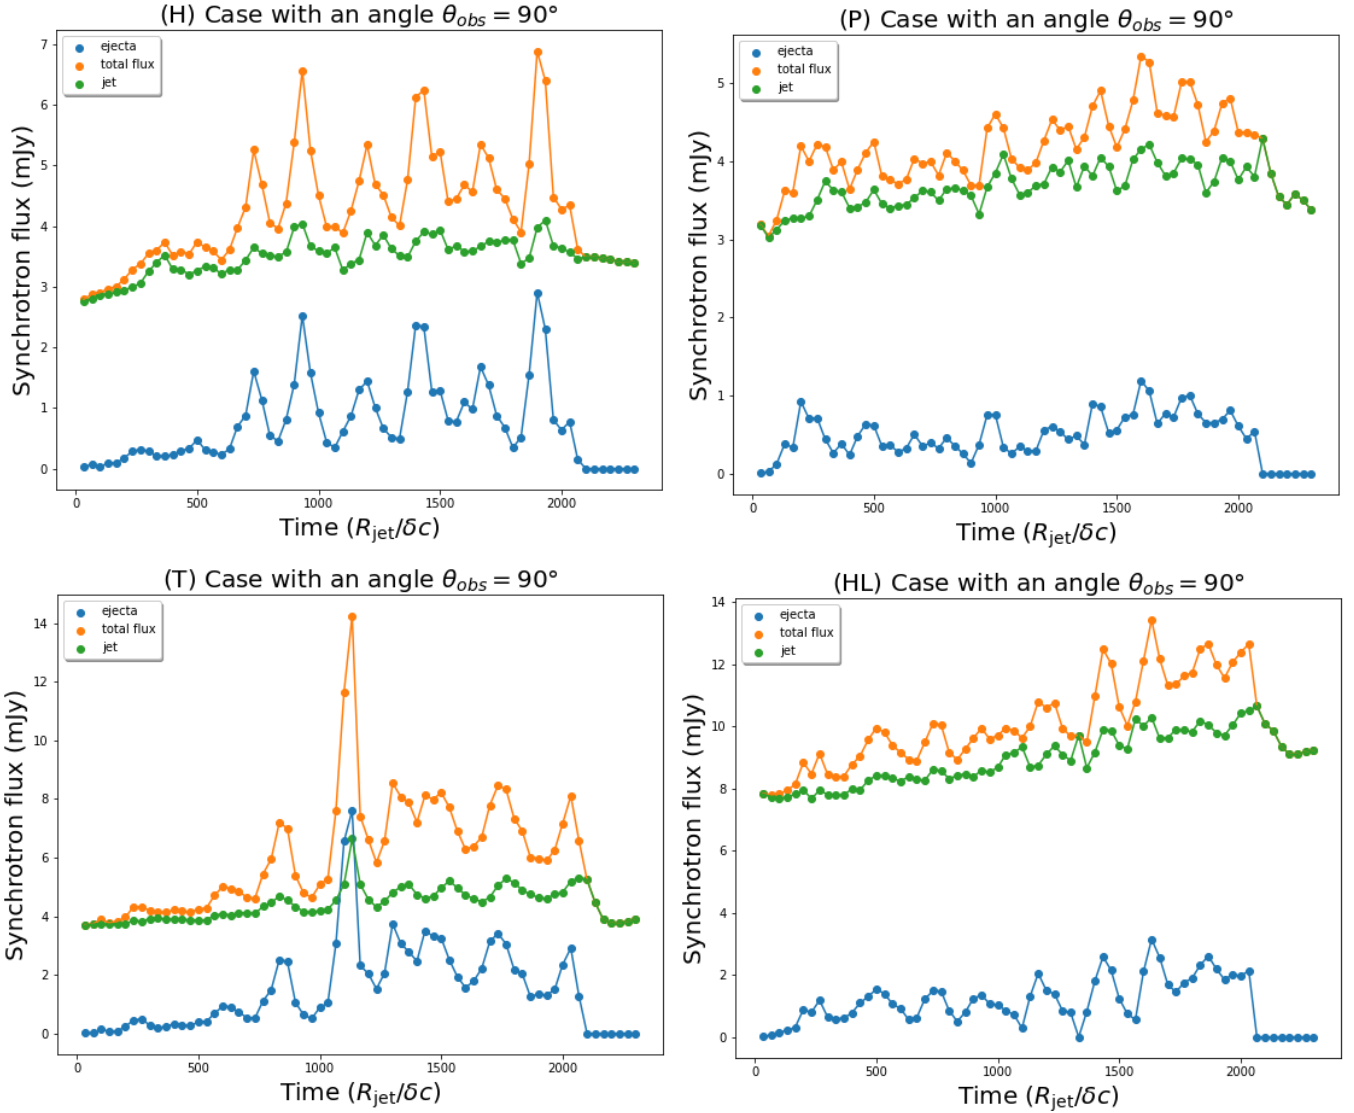 (H) Case with an angle θobs = 90°
ejecta
total flux
jet
Synchrotron flux (mJy)
7
6
5
4
3
2
1
0
0 500 1000 1500 2000
Time (Rjet/δc)
(P) Case with an angle θobs = 90°
ejecta
total flux
jet
Synchrotron flux (mJy)
5
4
3
2
1
0
0 500 1000 1500 2000
Time (Rjet/δc)
(T) Case with an angle θobs = 90°
ejecta
total flux
jet
Synchrotron flux (mJy)
14
12
10
8
6
4
2
0
0 500 1000 1500 2000
Time (Rjet/δc)
(HL) Case with an angle θobs = 90°
ejecta
total flux
jet
Synchrotron flux (mJy)
14
12
10
8
6
4
2
0
0 500 1000 1500 2000
Time (Rjet/δc)